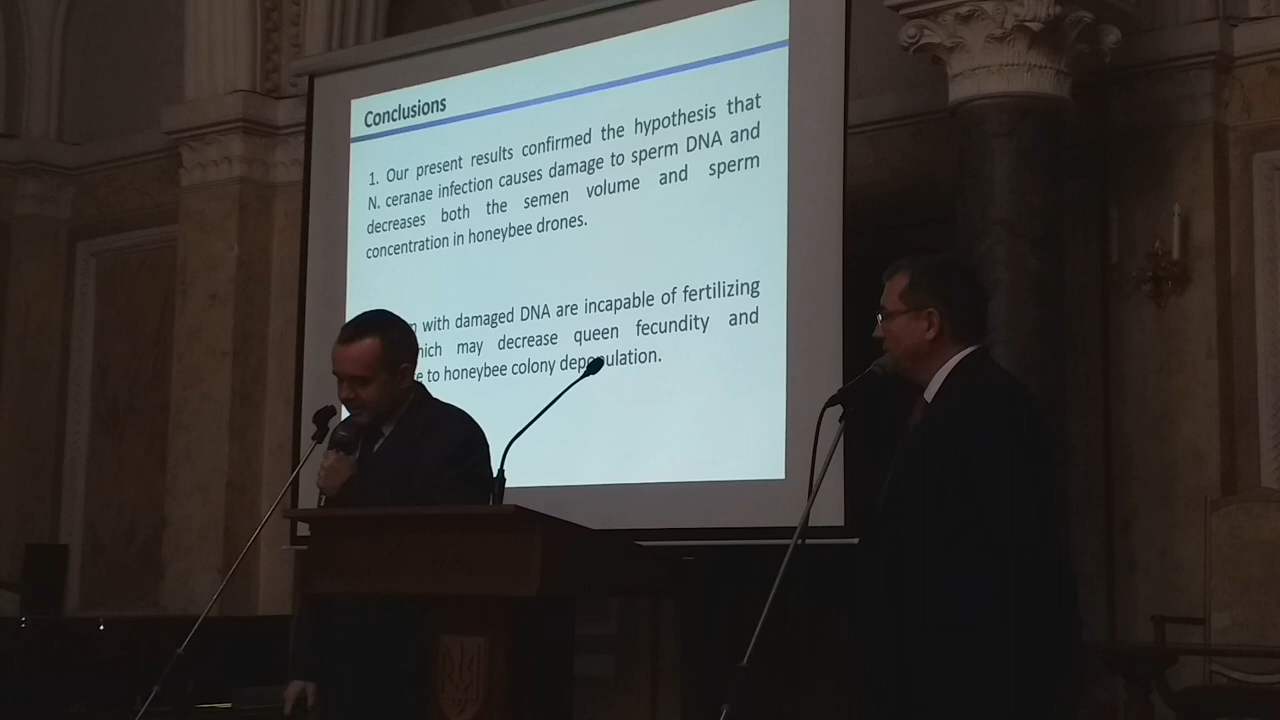 Conclusions
1. Our present results confirmed the hypothesis that
N. ceranae infection causes damage to sperm DNA and
decreases both the semen volume and sperm
concentration in honeybee drones.
with damaged DNA are incapable of fertilizing
may decrease queen fecundity and
to honeybee colony depopulation.